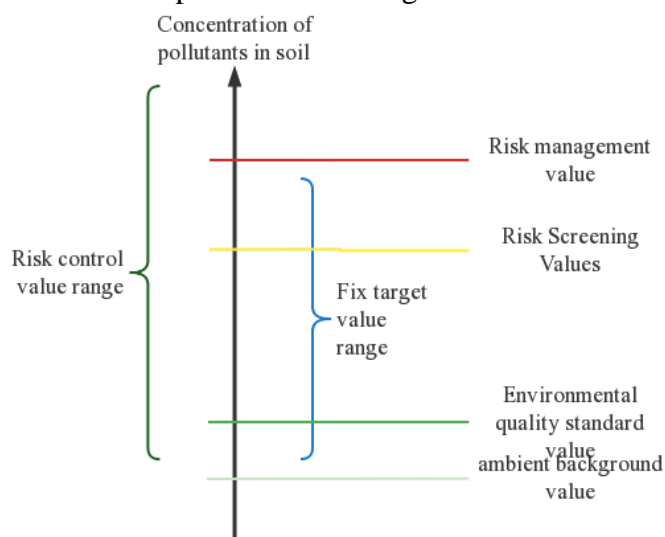 Concentration of
pollutants in soil
Risk management
value
Risk Screening
Values
Risk control
value range
Fix target
value
range
Environmental
quality standard
value
ambient background
value